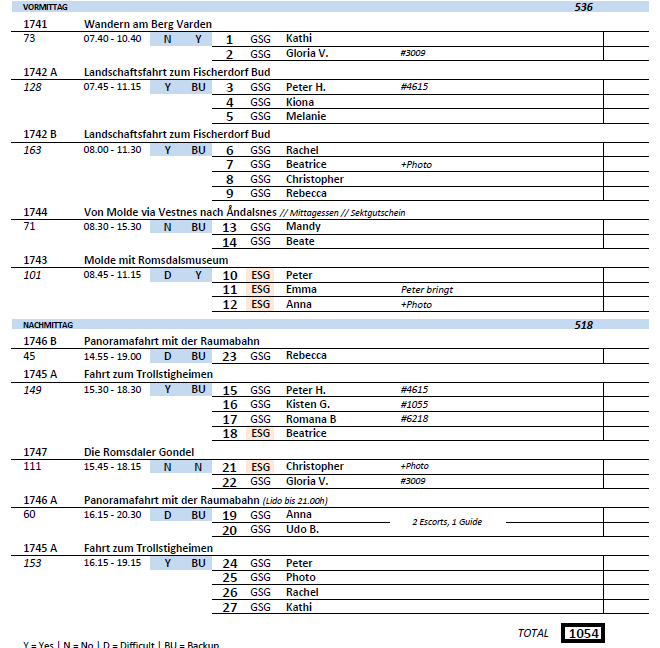 VORMITTAG 536
1741 Wandern am Berg Varden
73 07.40 - 10.40 N Y 1 GSG Kathi
2 GSG Gloria V. #3009
1742 A Landschaftsfahrt zum Fischerdorf Bud
128 07.45 - 11.15 Y BU 3 GSG Peter H. #4615
4 GSG Kiona
5 GSG Melanie
1742 B Landschaftsfahrt zum Fischerdorf Bud
163 08.00 - 11.30 Y BU 6 GSG Rachel
7 GSG Beatrice +Photo
8 GSG Christopher
9 GSG Rebecca
1744 Von Molde via Vestnes nach Åndalsnes // Mittagessen // Sektgutschein
71 08.30 - 15.30 N BU 13 GSG Mandy
14 GSG Beate
1743 Molde mit Romsdalsmuseum
101 08.45 - 11.15 D Y 10 ESG Peter
11 ESG Emma Peter bringt
12 ESG Anna +Photo
NACHMITTAG 518
1746 B Panoramafahrt mit der Raumabahn
45 14.55 - 19.00 D BU 23 GSG Rebecca
1745 A Fahrt zum Trollstigheimen
149 15.30 - 18.30 Y BU 15 GSG Peter H. #4615
16 GSG Kisten G. #1055
17 GSG Romana B #6218
18 ESG Beatrice
1747 Die Romsdaler Gondel
111 15.45 - 18.15 N N 21 ESG Christopher +Photo
22 GSG Gloria V. #3009
1746 A Panoramafahrt mit der Raumabahn (Lido bis 21.00h)
60 16.15 - 20.30 D BU 19 GSG Anna
2 Escorts, 1 Guide
20 GSG Udo B.
1745 A Fahrt zum Trollstigheimen
153 16.15 - 19.15 Y BU 24 GSG Peter
25 GSG Photo
26 GSG Rachel
27 GSG Kathi
TOTAL 1054
Y = Yes | N = No | D = Difficult | BU = Backup